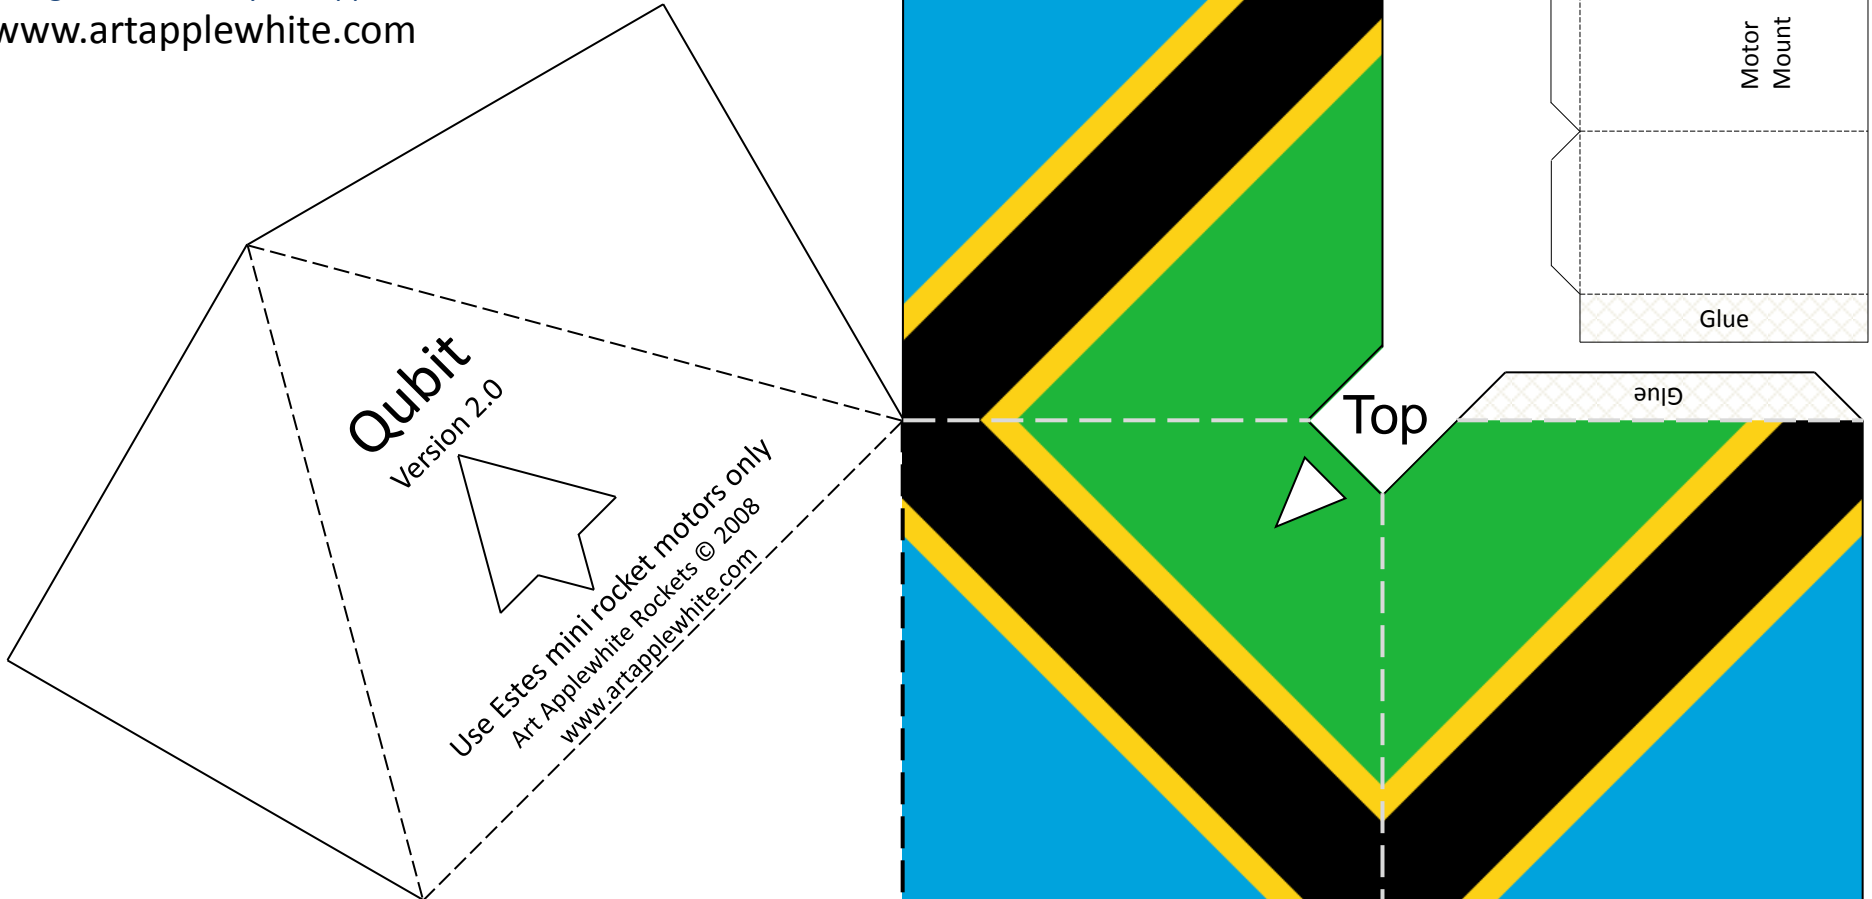 www.artapplewhite.com
Qubit
Version 2.0
Use Estes mini rocket motors only
Art Applewhite Rockets © 2008
www.artapplewhite.com
Top
Motor
Mount
Glue
Glue